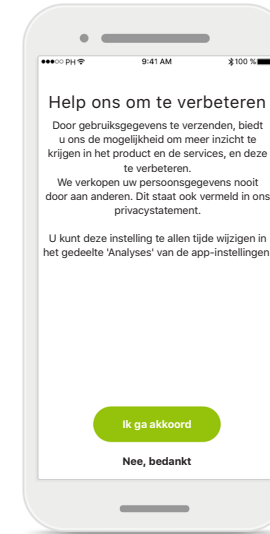 PH 9:41 AM 100 %
Help ons om te verbeteren
Door gebruiksgegevens te verzenden, biedt
u ons de mogelijkheid om meer inzicht te
krijgen in het product en de services, en deze
te verbeteren.
We verkopen uw persoonsgegevens nooit
door aan anderen. Dit staat ook vermeld in ons
privacystatement.
U kunt deze instelling te allen tijde wijzigen in
het gedeelte 'Analyses' van de app-instellingen
Ik ga akkoord
Nee, bedankt